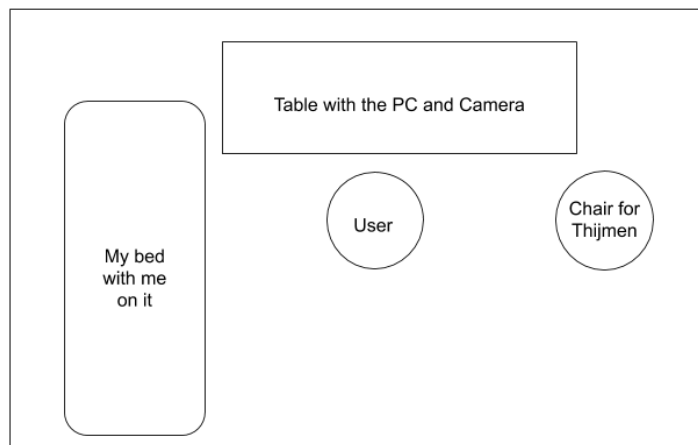 Table with the PC and Camera
User
Chair for
Thijmen
My bed
with me
on it